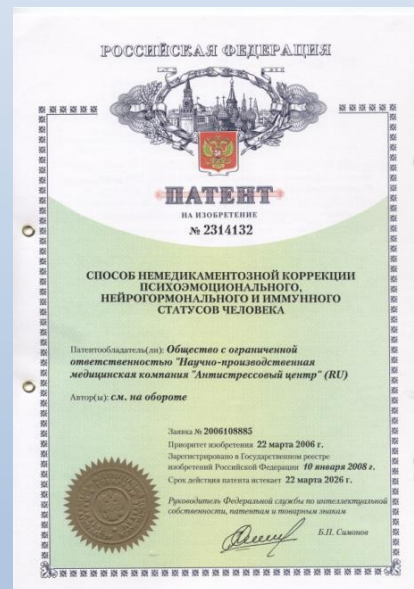 РОССИЙСКАЯ ФЕДЕРАЦИЯ
ПАТЕНТ
НА ИЗОБРЕТЕНИЕ
№ 2314132
СПОСОБ НЕМЕДИКАМЕНТОЗНОЙ КОРРЕКЦИИ
ПСИХОЭМОЦИОНАЛЬНОГО,
НЕЙРОГОРМОНАЛЬНОГО И ИММУННОГО
СТАТУСОВ ЧЕЛОВЕКА
Патентообладатель(ли): Общество с ограниченной
ответственностью "Научно-производственная
медицинская компания "Антистрессовый центр" (RU)
Автор(ы): см. на обороте
Заявка № 2006108885
Приоритет изобретения 22 марта 2006 г.
Зарегистрировано в Государственном реестре
изобретений Российской Федерации 10 января 2008 г.
Срок действия патента истекает 22 марта 2026 г.
Руководитель Федеральной службы по интеллектуальной
собственности, патентам и товарным знакам
Б.П. Симонов